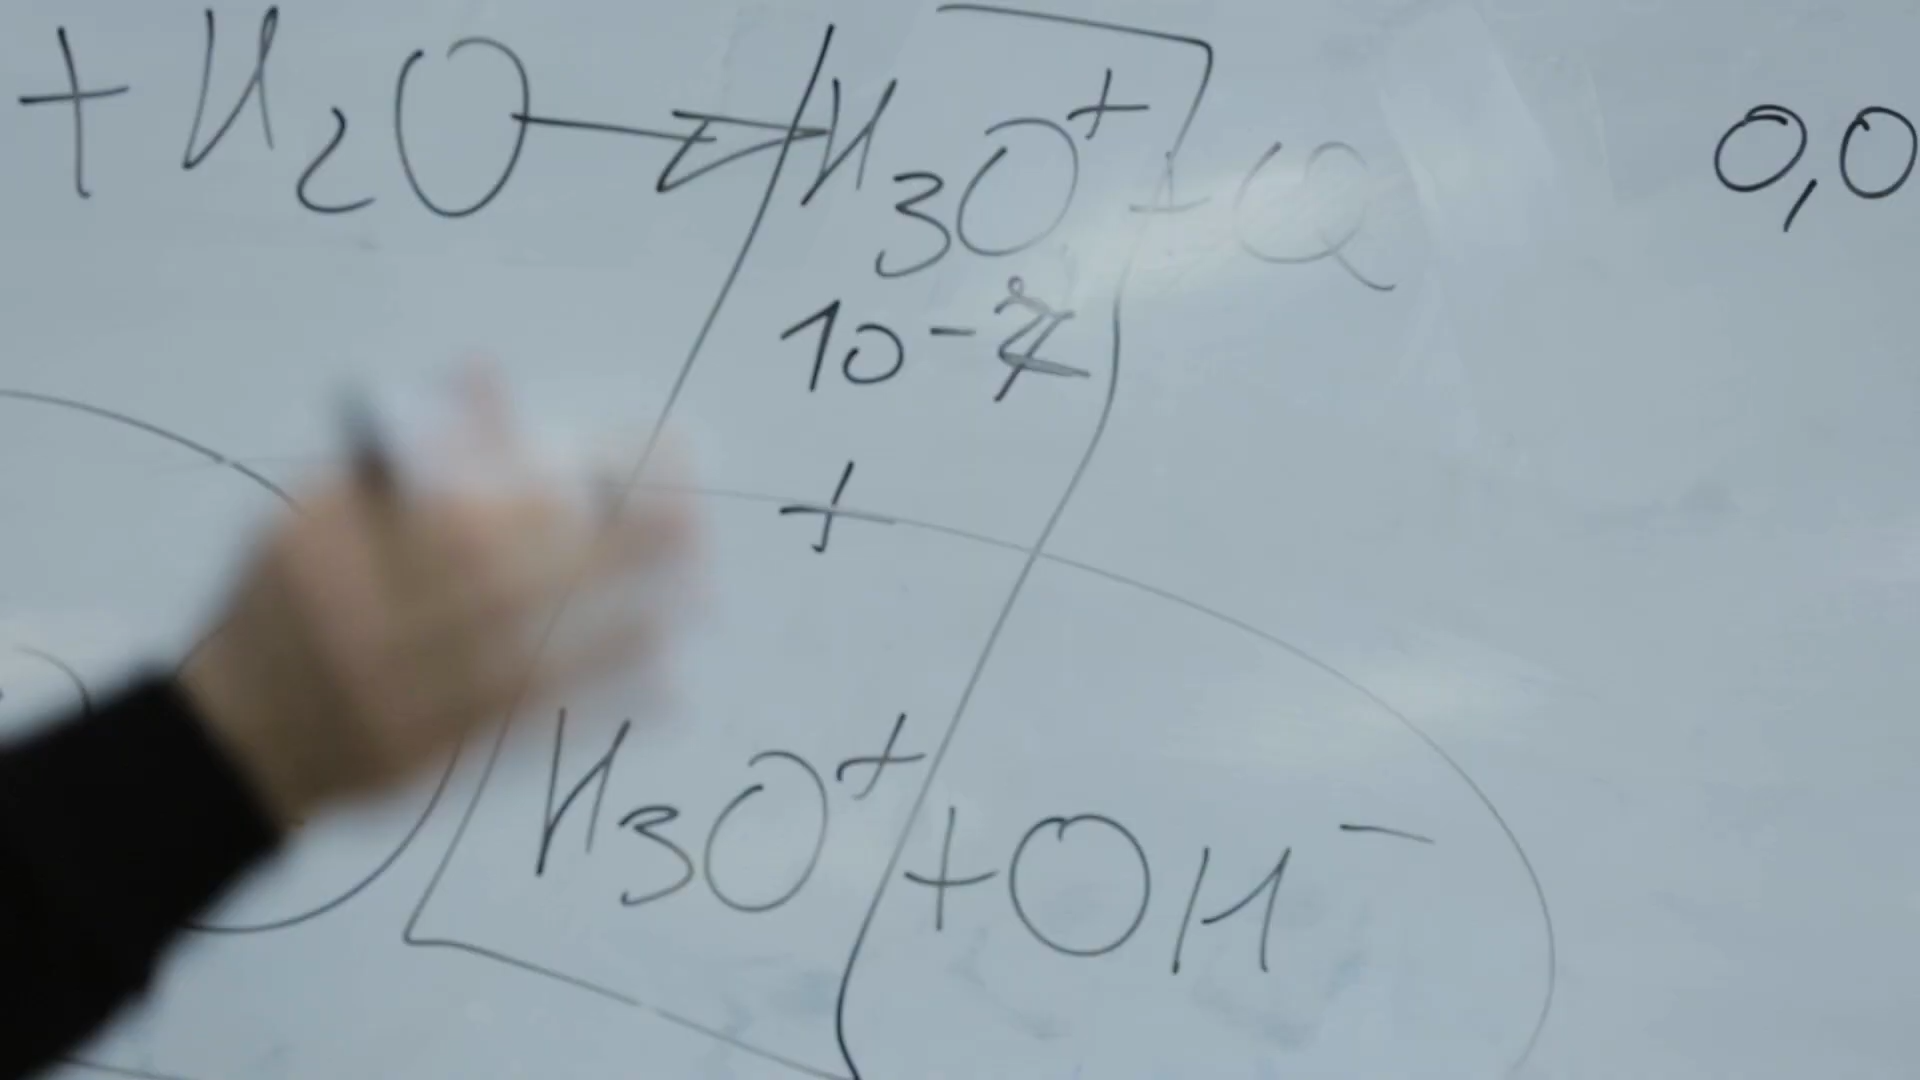 + H₂O → H₃O⁺ + Q
0,0
10⁻⁷
+
H₃O⁺ + OH⁻